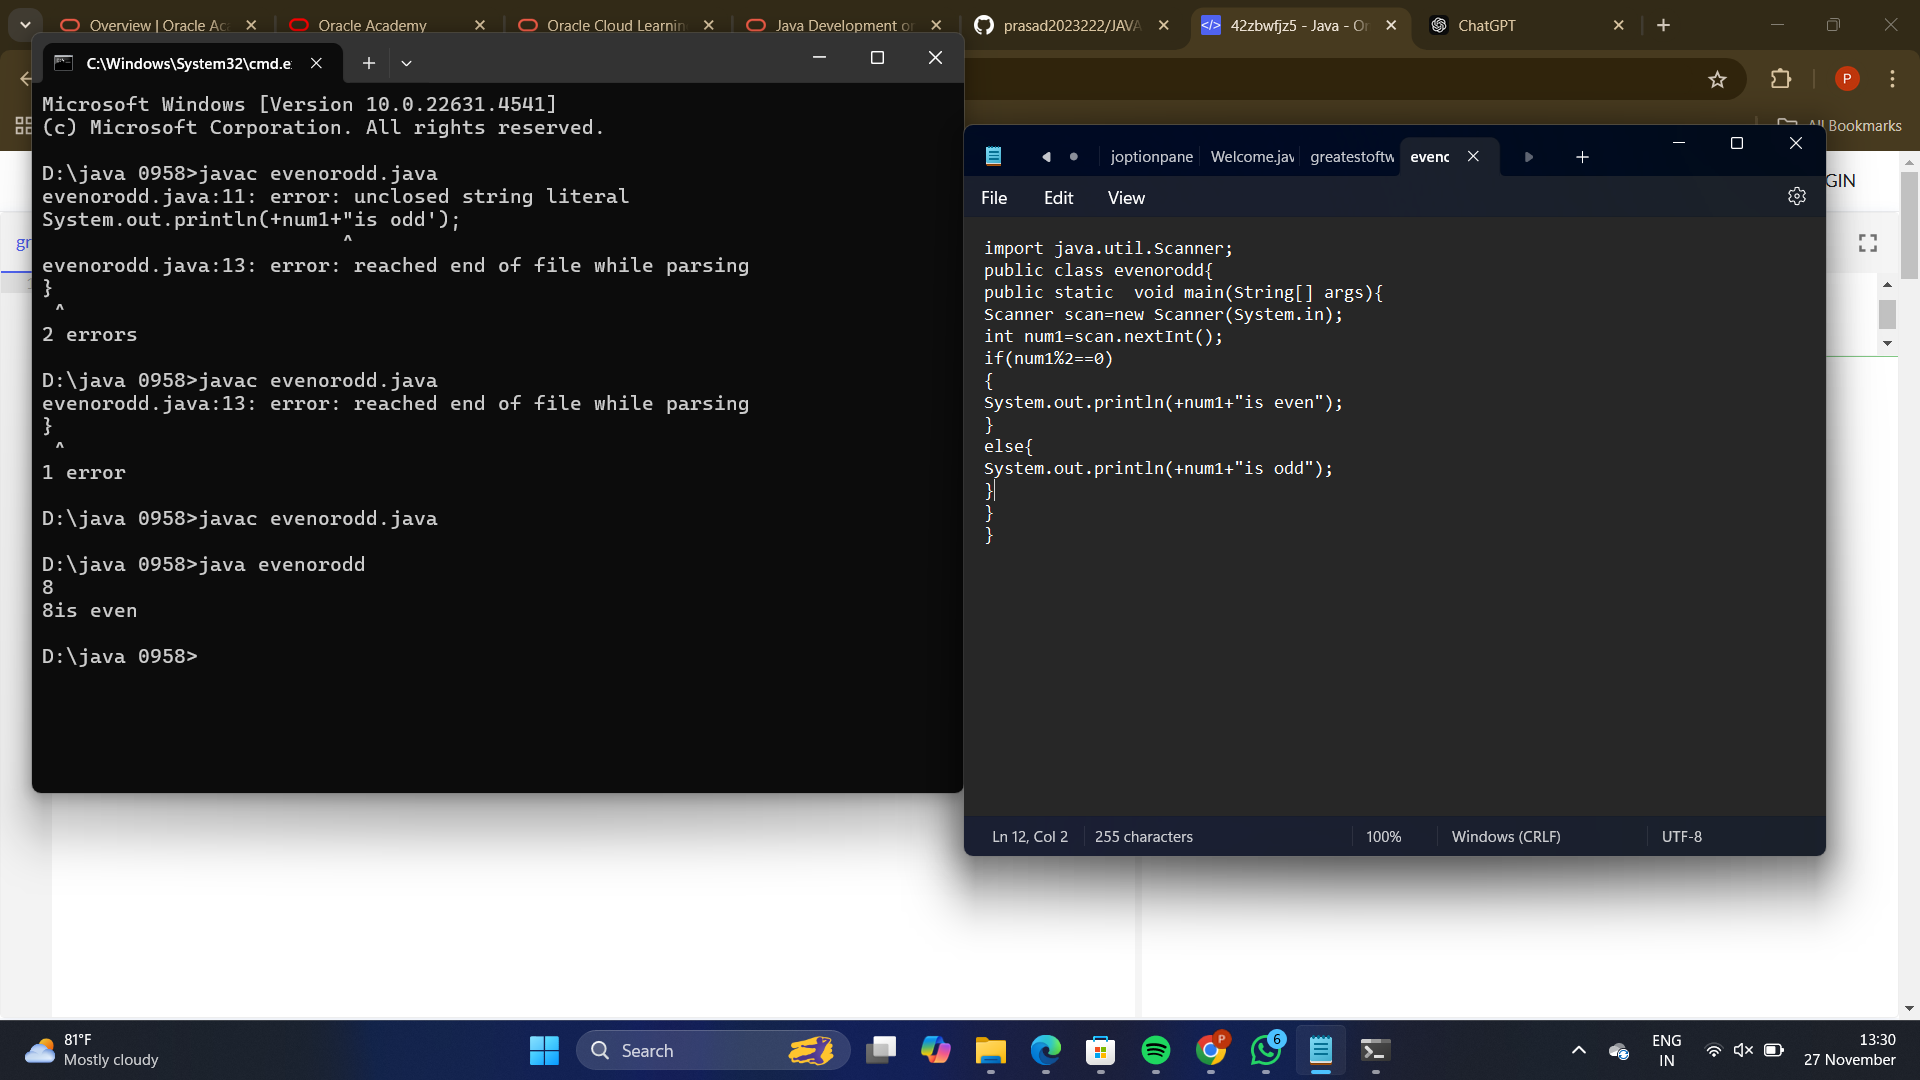 Overview | Oracle Ac
Oracle Academy
Oracle Cloud Learnin
Java Development or
prasad2023222/JAVA
42zbwfjz5 - Java - Or
ChatGPT
C:\Windows\System32\cmd.e
P
All Bookmarks
Microsoft Windows [Version 10.0.22631.4541]
(c) Microsoft Corporation. All rights reserved.
D:\java 0958>javac evenorodd.java
evenorodd.java:11: error: unclosed string literal
System.out.println(+num1+"is odd');
^
evenorodd.java:13: error: reached end of file while parsing
}
^
2 errors
D:\java 0958>javac evenorodd.java
evenorodd.java:13: error: reached end of file while parsing
}
^
1 error
D:\java 0958>javac evenorodd.java
D:\java 0958>java evenorodd
8
8is even
D:\java 0958>
joptionpane
Welcome.jav
greatestoftw
evenc
File Edit View
import java.util.Scanner;
public class evenorodd{
public static  void main(String[] args){
Scanner scan=new Scanner(System.in);
int num1=scan.nextInt();
if(num1%2==0)
{
System.out.println(+num1+"is even");
}
else{
System.out.println(+num1+"is odd");
}
}
}
Ln 12, Col 2 255 characters 100% Windows (CRLF) UTF-8
GIN
gr
81°F
Mostly cloudy
Search
P
6
ENG
IN
13:30
27 November